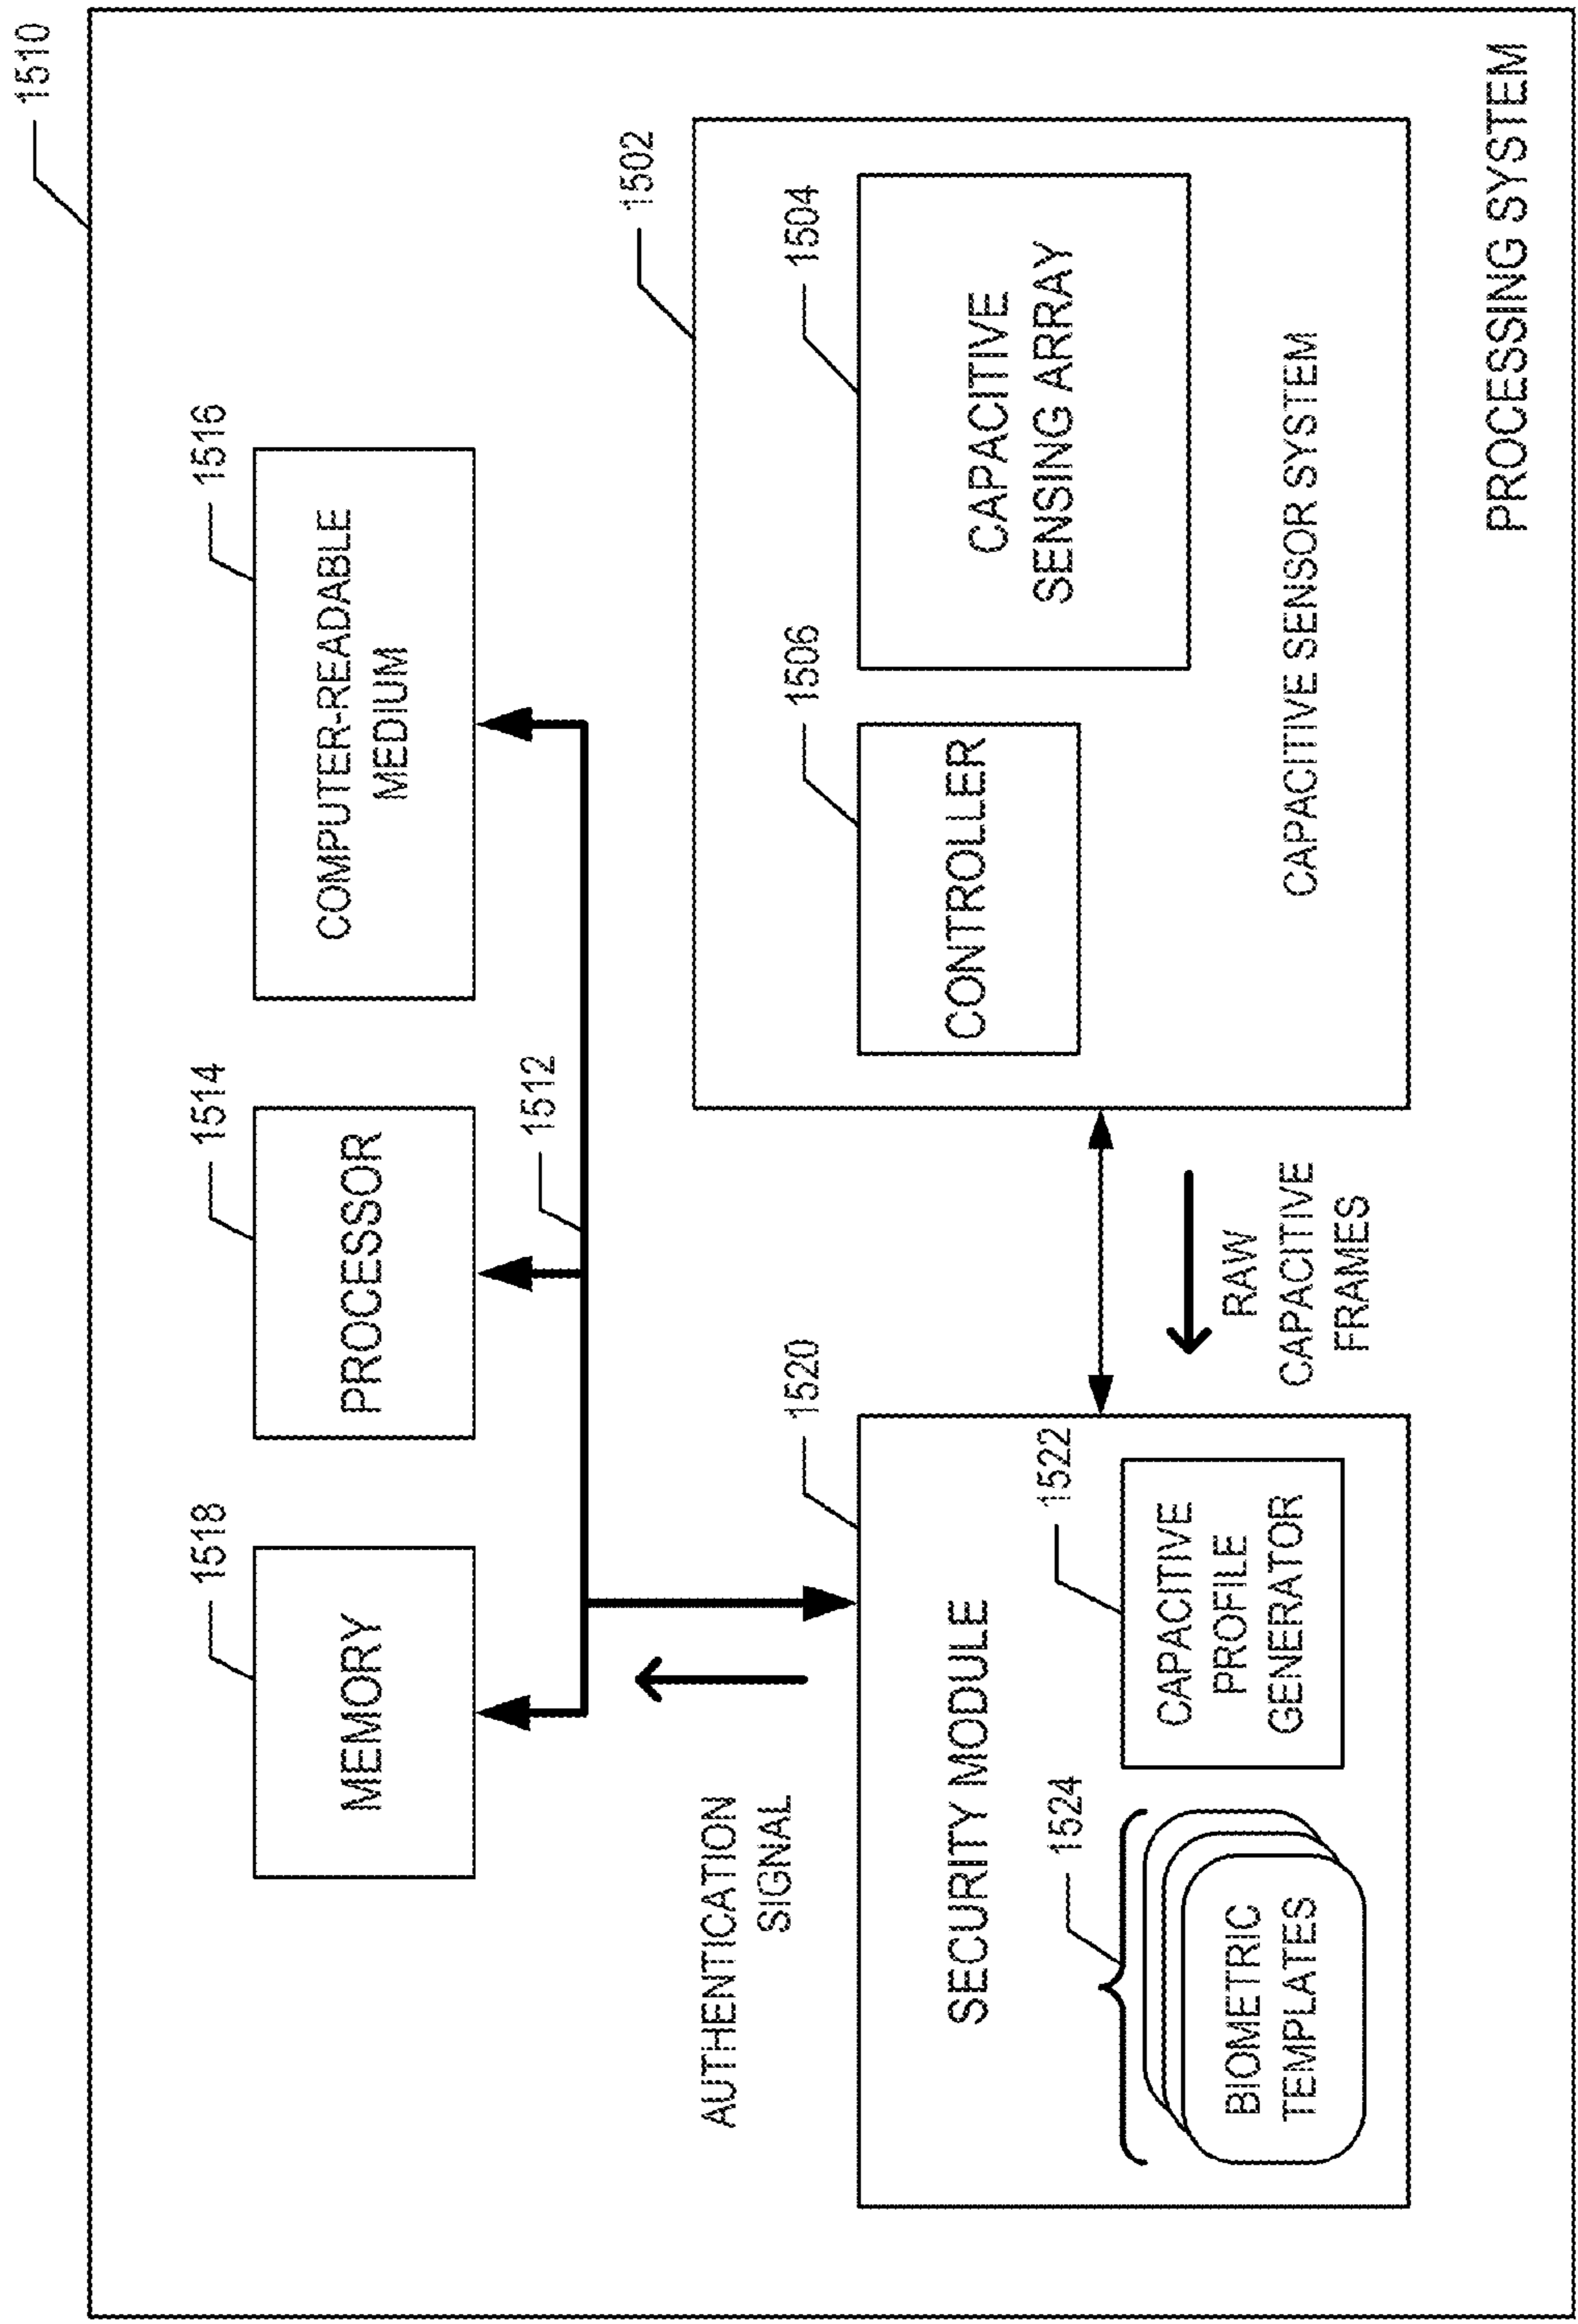 1510
1518
MEMORY
1514
PROCESSOR
1516
COMPUTER-READABLE
MEDIUM
1512
AUTHENTICATION
SIGNAL
1520
SECURITY MODULE
1524
BIOMETRIC
TEMPLATES
1522
CAPACITIVE
PROFILE
GENERATOR
RAW
CAPACITIVE
FRAMES
1502
1506
CONTROLLER
1504
CAPACITIVE
SENSING ARRAY
CAPACITIVE SENSOR SYSTEM
PROCESSING SYSTEM